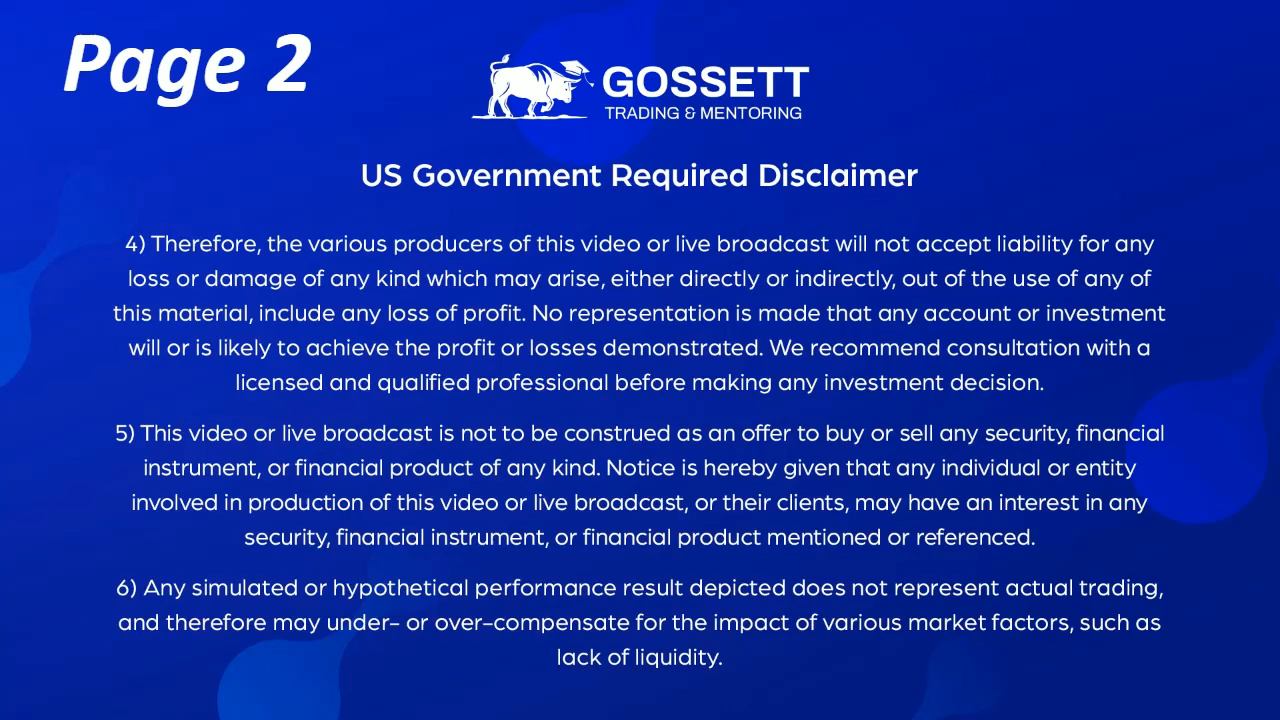 Page 2
GOSSETT
TRADING & MENTORING
US Government Required Disclaimer
4) Therefore, the various producers of this video or live broadcast will not accept liability for any
loss or damage of any kind which may arise, either directly or indirectly, out of the use of any of
this material, include any loss of profit. No representation is made that any account or investment
will or is likely to achieve the profit or losses demonstrated. We recommend consultation with a
licensed and qualified professional before making any investment decision.
5) This video or live broadcast is not to be construed as an offer to buy or sell any security, financial
instrument, or financial product of any kind. Notice is hereby given that any individual or entity
involved in production of this video or live broadcast, or their clients, may have an interest in any
security, financial instrument, or financial product mentioned or referenced.
6) Any simulated or hypothetical performance result depicted does not represent actual trading,
and therefore may under- or over-compensate for the impact of various market factors, such as
lack of liquidity.